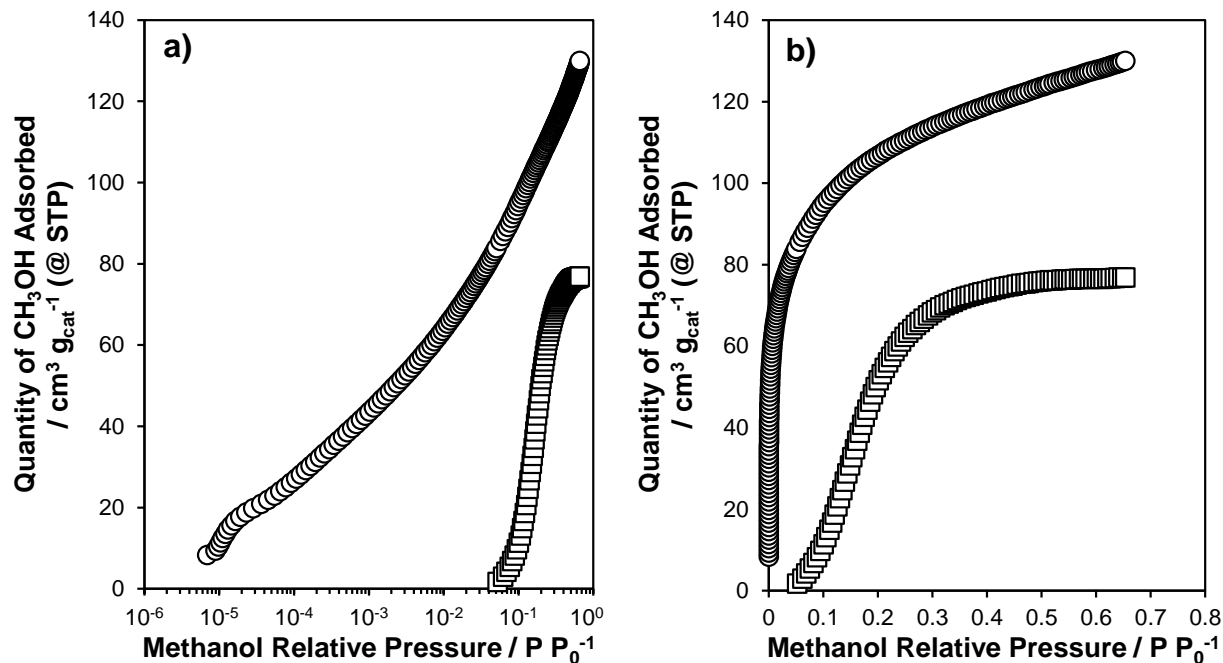 a)
Quantity of CH₃OH Adsorbed
/ cm³ g_cat⁻¹ (@ STP)
140
120
100
80
60
40
20
0
10⁻⁶ 10⁻⁵ 10⁻⁴ 10⁻³ 10⁻² 10⁻¹ 10⁰
Methanol Relative Pressure / P P₀⁻¹
b)
Quantity of CH₃OH Adsorbed
/ cm³ g_cat⁻¹ (@ STP)
140
120
100
80
60
40
20
0
0 0.1 0.2 0.3 0.4 0.5 0.6 0.7 0.8
Methanol Relative Pressure / P P₀⁻¹